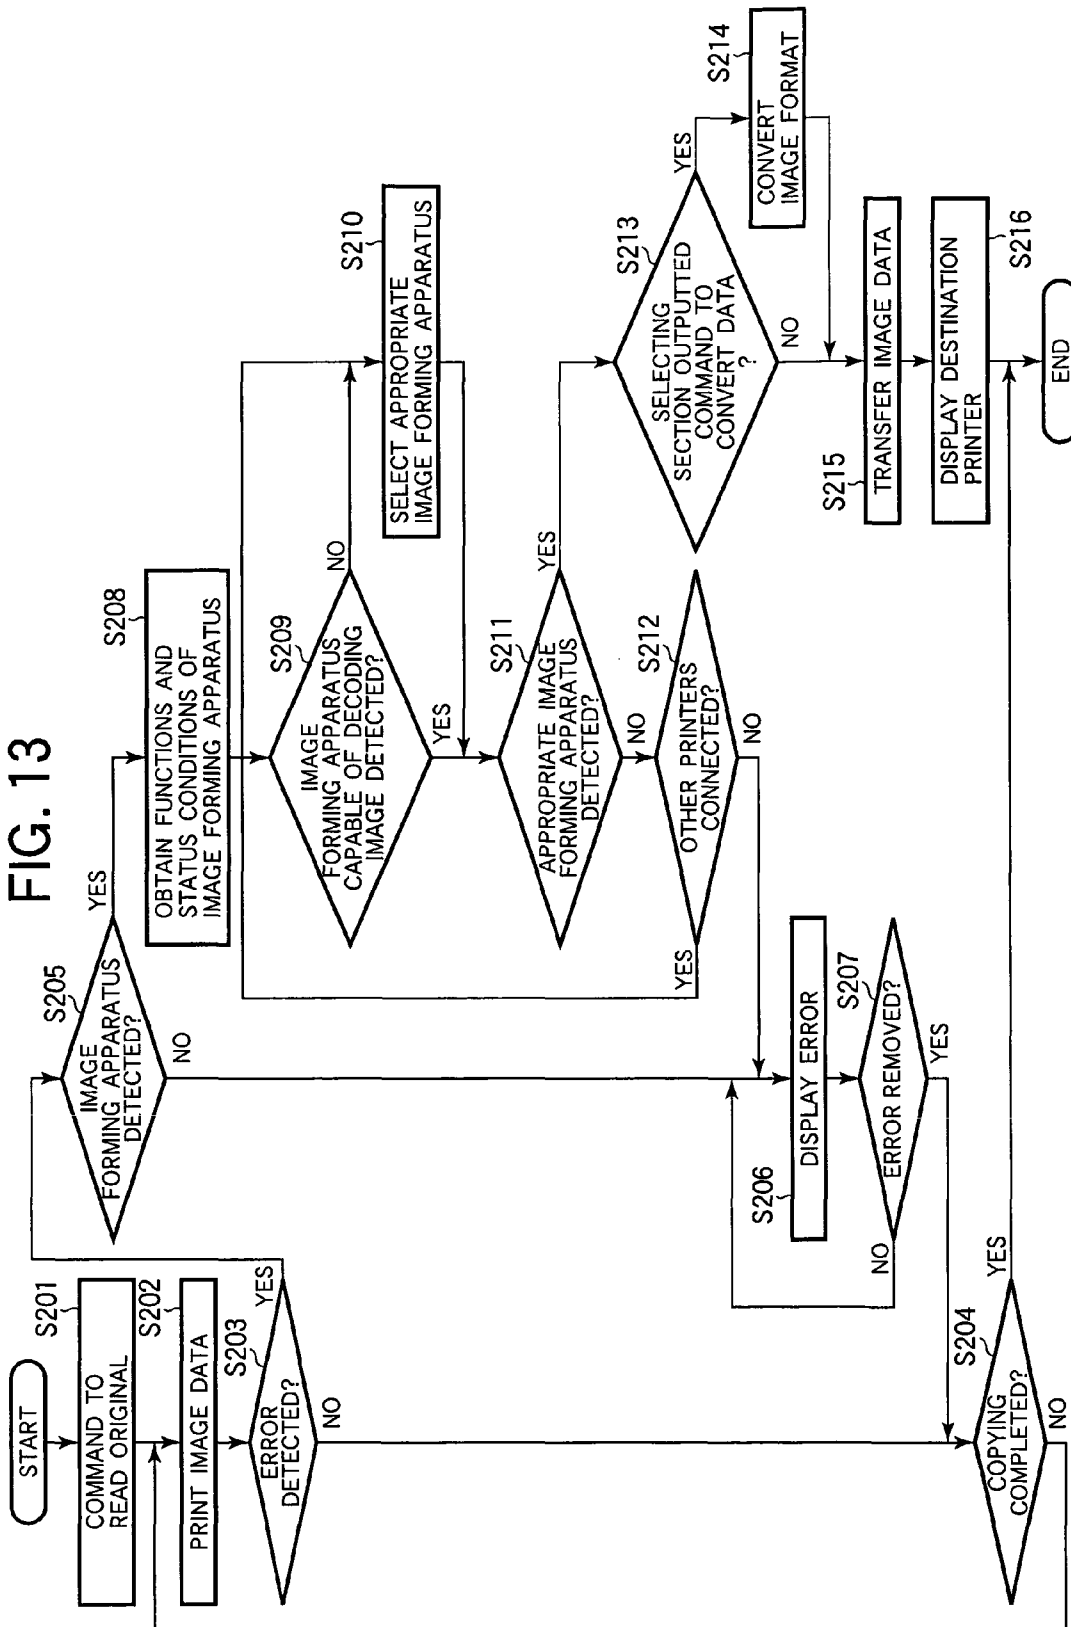 FIG. 13
START
S201
COMMAND TO
READ ORIGINAL
S202
PRINT IMAGE DATA
S203
ERROR
DETECTED?
YES
NO
S204
COPYING
COMPLETED?
YES
NO
S205
IMAGE
FORMING APPARATUS
DETECTED?
YES
NO
S206
DISPLAY ERROR
S207
ERROR REMOVED?
NO
YES
S208
OBTAIN FUNCTIONS AND
STATUS CONDITIONS OF
IMAGE FORMING APPARATUS
S209
IMAGE
FORMING APPARATUS
CAPABLE OF DECODING
IMAGE DETECTED?
NO
YES
S210
SELECT APPROPRIATE
IMAGE FORMING APPARATUS
S211
APPROPRIATE IMAGE
FORMING APPARATUS
DETECTED?
YES
NO
S212
OTHER PRINTERS
CONNECTED?
YES
NO
S213
SELECTING
SECTION OUTPUTTED
COMMAND TO
CONVERT DATA
?
YES
NO
S214
CONVERT
IMAGE FORMAT
S215
TRANSFER IMAGE DATA
DISPLAY DESTINATION
PRINTER
S216
END